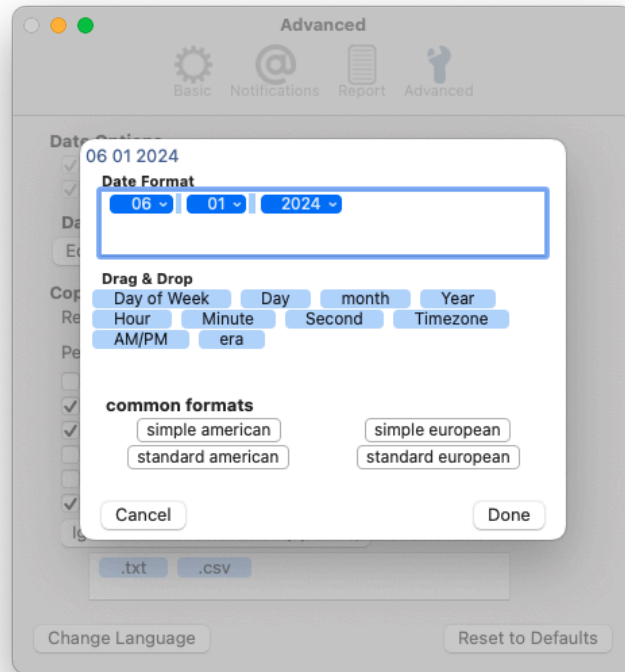 Advanced
Basic Notifications Report Advanced
Date Options
06 01 2024
Date Format
06 01 2024
Drag & Drop
Day of Week Day month Year
Hour Minute Second Timezone
AM/PM era
common formats
simple american simple european
standard american standard european
Cancel Done
.txt .csv
Change Language Reset to Defaults